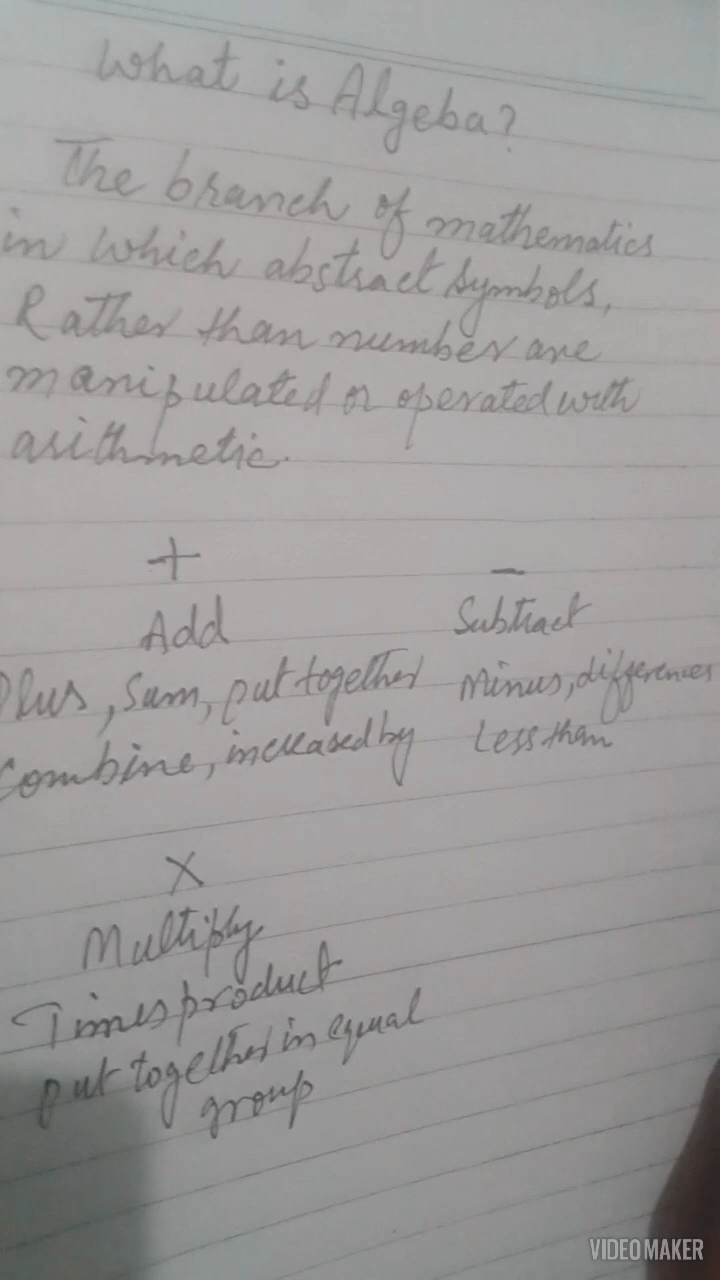 What is Algeba?
The branch of mathematics
in which abstract symbols,
Rather than number are
manipulated or operated with
arithmetic.
+
-
Add
Subtract
Plus, Sum, put together
Minus, differences
Combine, increased by
Less than
×
Multiply
Times product
put together in equal
group
VIDEO MAKER